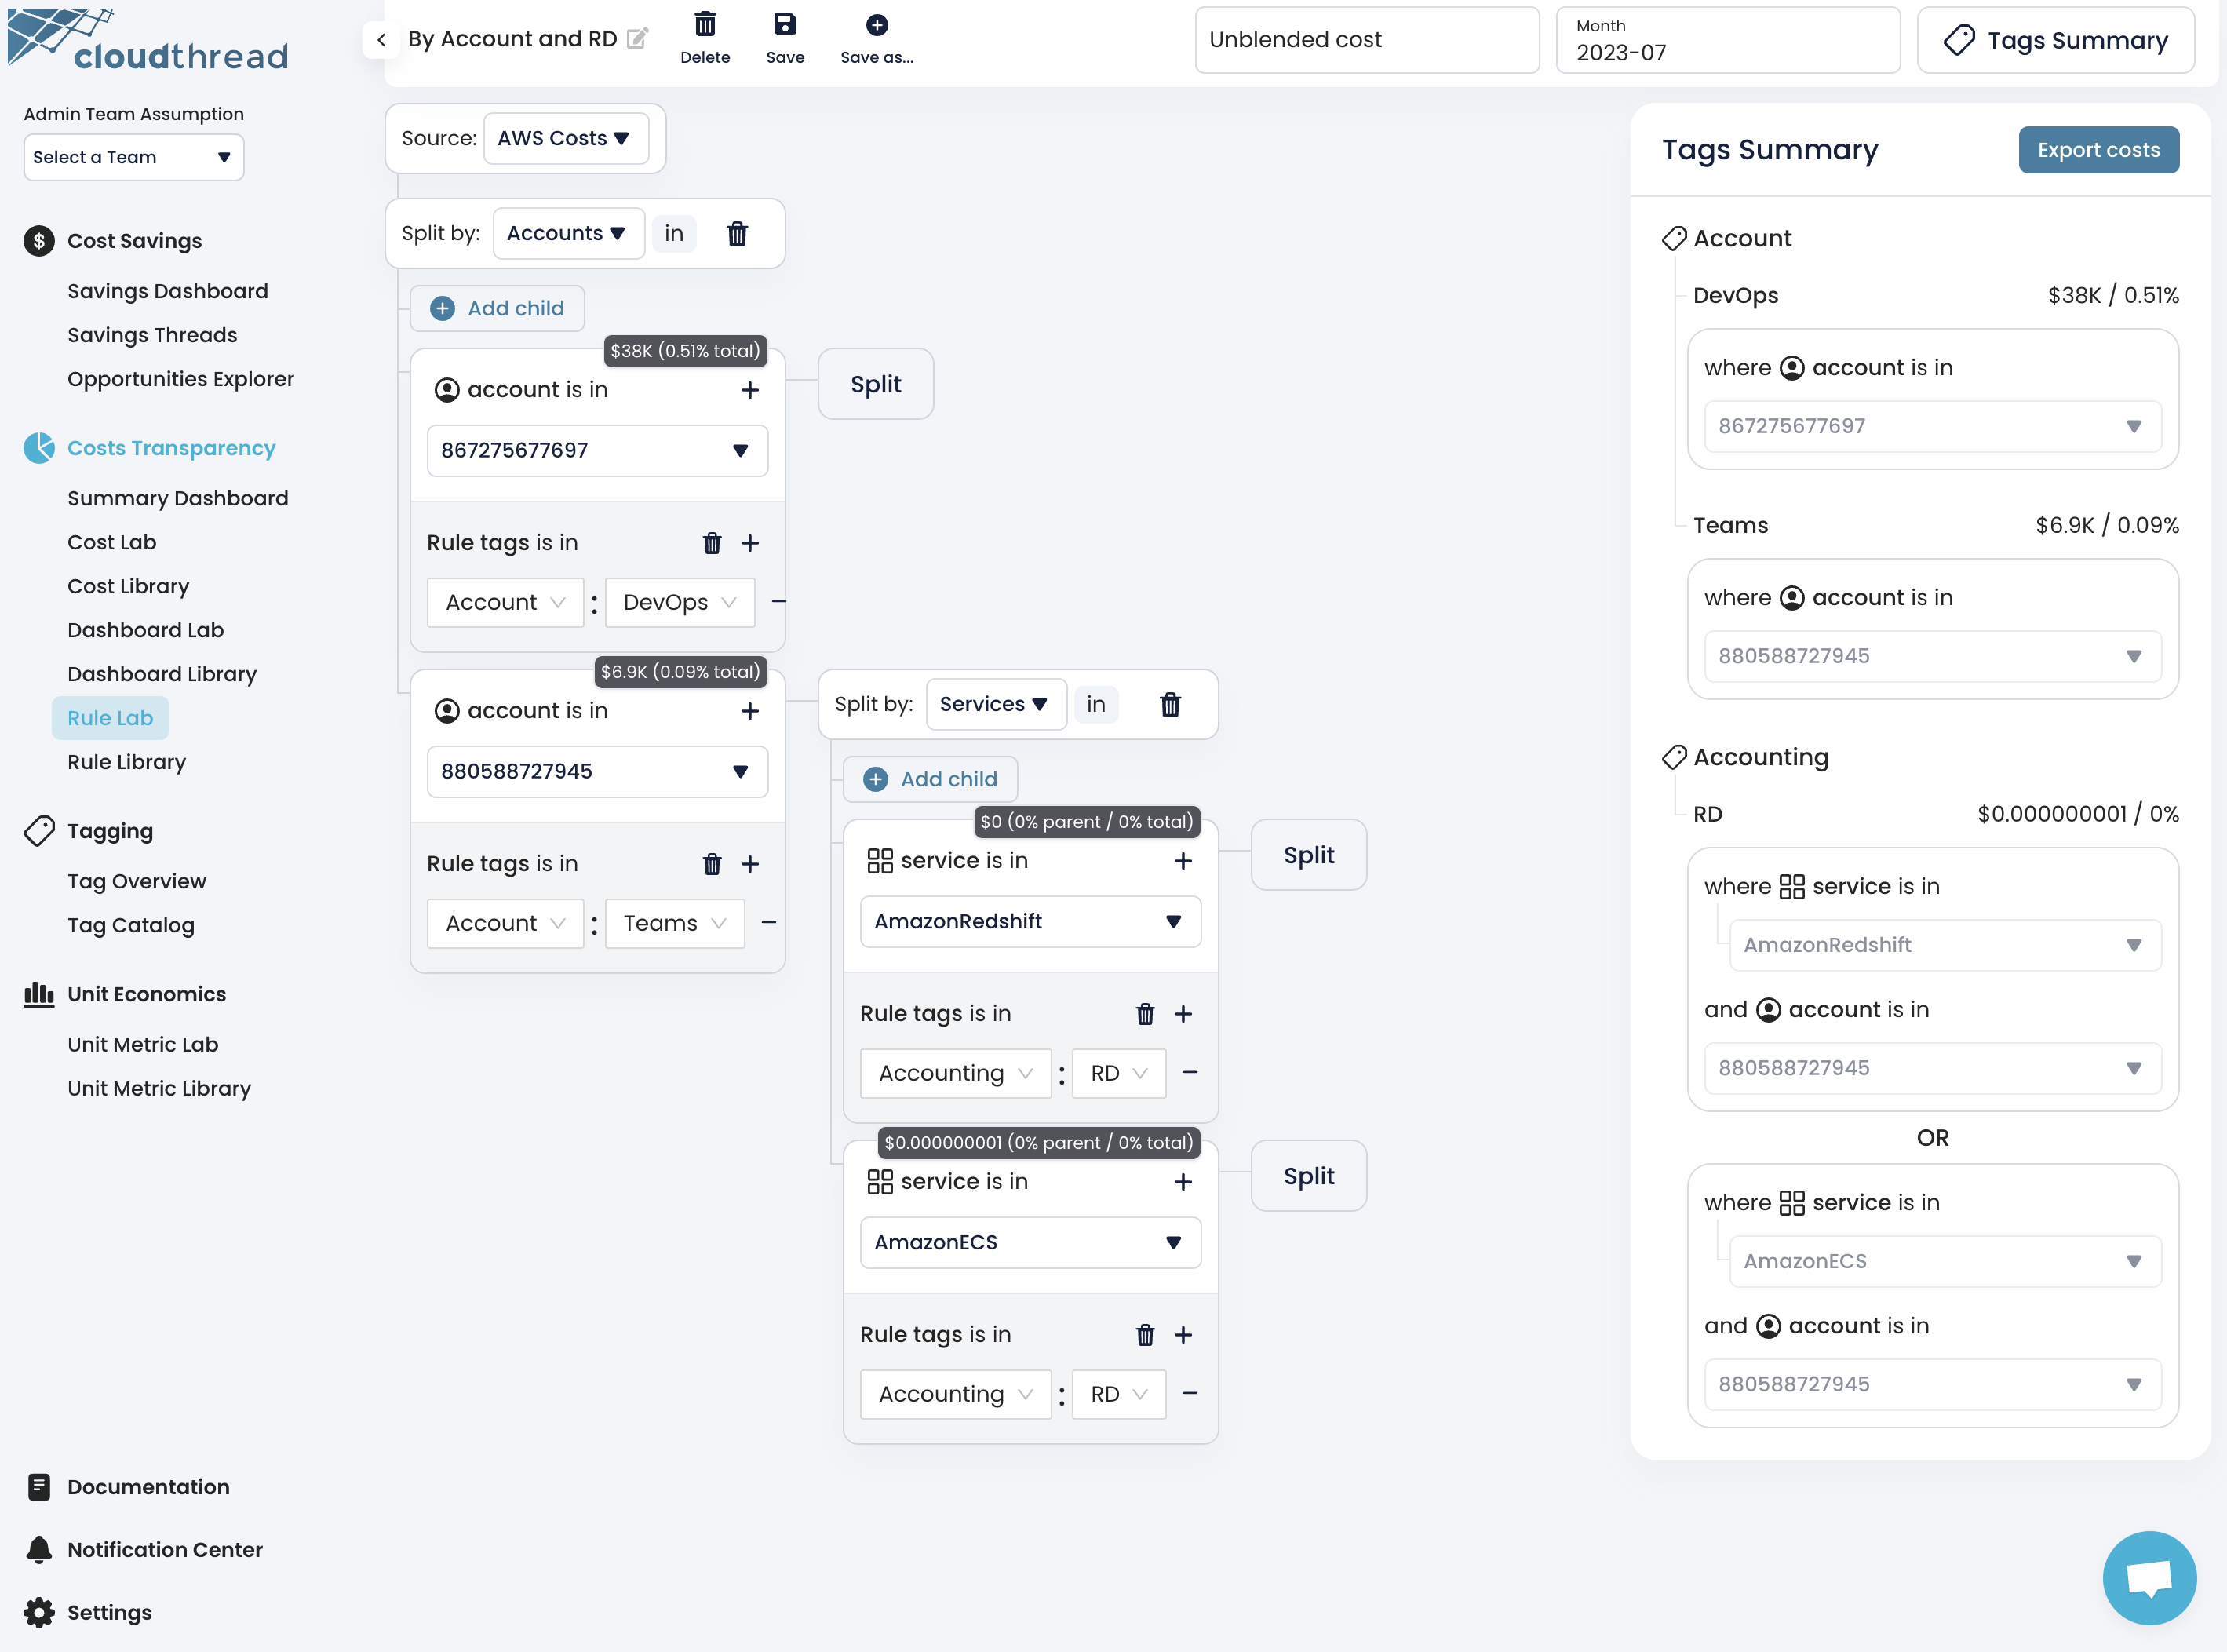 cloudthread
Admin Team Assumption
Select a Team
Cost Savings
Savings Dashboard
Savings Threads
Opportunities Explorer
Costs Transparency
Summary Dashboard
Cost Lab
Cost Library
Dashboard Lab
Dashboard Library
Rule Lab
Rule Library
Tagging
Tag Overview
Tag Catalog
Unit Economics
Unit Metric Lab
Unit Metric Library
Documentation
Notification Center
Settings
By Account and RD
Delete
Save
Save as...
Unblended cost
Month
2023-07
Tags Summary
Source: AWS Costs
Split by: Accounts in
Add child
$38K (0.51% total)
account is in
867275677697
Rule tags is in
Account : DevOps
Split
$6.9K (0.09% total)
account is in
880588727945
Rule tags is in
Account : Teams
Split by: Services in
Add child
$0 (0% parent / 0% total)
service is in
AmazonRedshift
Rule tags is in
Accounting : RD
Split
$0.000000001 (0% parent / 0% total)
service is in
AmazonECS
Rule tags is in
Accounting : RD
Split
Tags Summary
Export costs
Account
DevOps $38K / 0.51%
where account is in
867275677697
Teams $6.9K / 0.09%
where account is in
880588727945
Accounting
RD $0.000000001 / 0%
where service is in
AmazonRedshift
and account is in
880588727945
OR
where service is in
AmazonECS
and account is in
880588727945